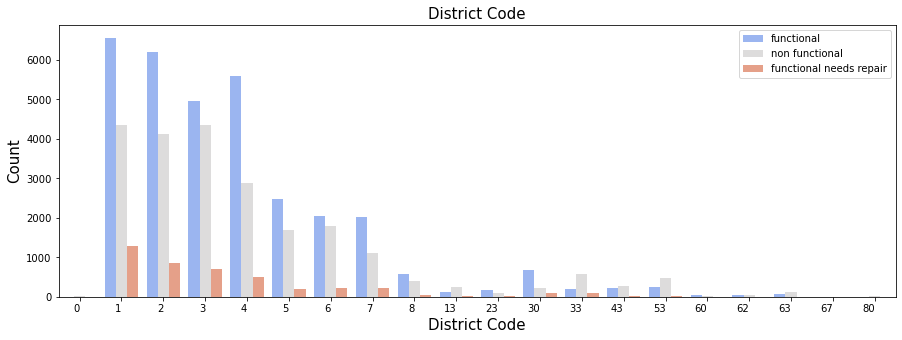 District Code
functional
non functional
functional needs repair
Count
6000
5000
4000
3000
2000
1000
0
0 1 2 3 4 5 6 7 8 13 23 30 33 43 53 60 62 63 67 80
District Code